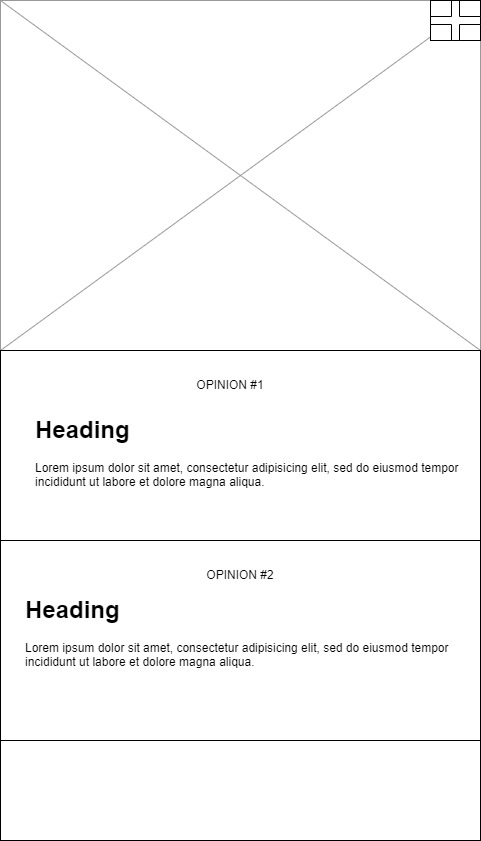 OPINION #1
Heading
Lorem ipsum dolor sit amet, consectetur adipisicing elit, sed do eiusmod tempor
incididunt ut labore et dolore magna aliqua.
OPINION #2
Heading
Lorem ipsum dolor sit amet, consectetur adipisicing elit, sed do eiusmod tempor
incididunt ut labore et dolore magna aliqua.